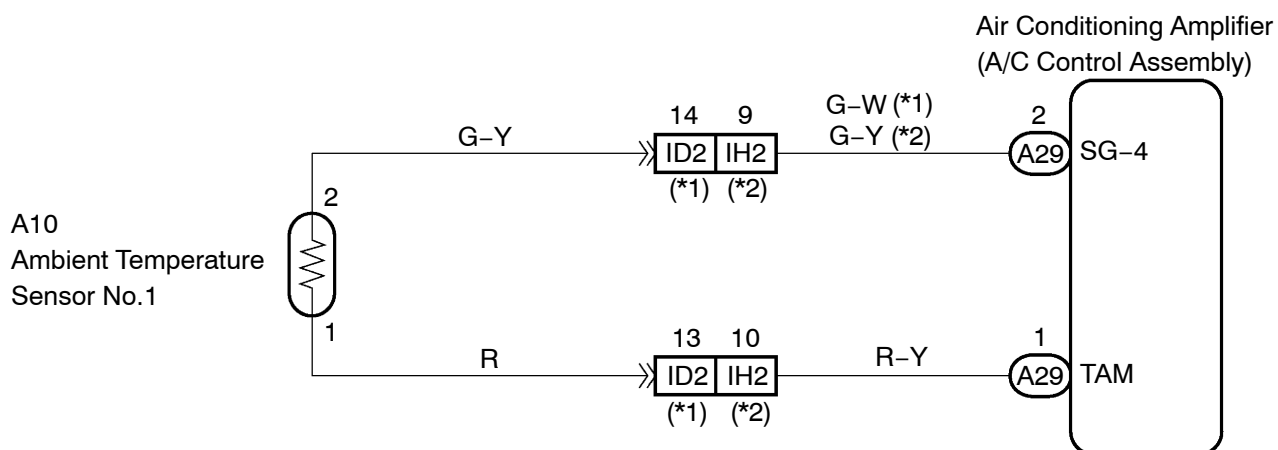 Air Conditioning Amplifier
(A/C Control Assembly)
14 9
G-W (*1)
G-Y
ID2 IH2
G-Y (*2)
2
A29 SG-4
(*1) (*2)
2
A10
Ambient Temperature
Sensor No.1
1
13 10
R
ID2 IH2
R-Y
1
A29 TAM
(*1) (*2)